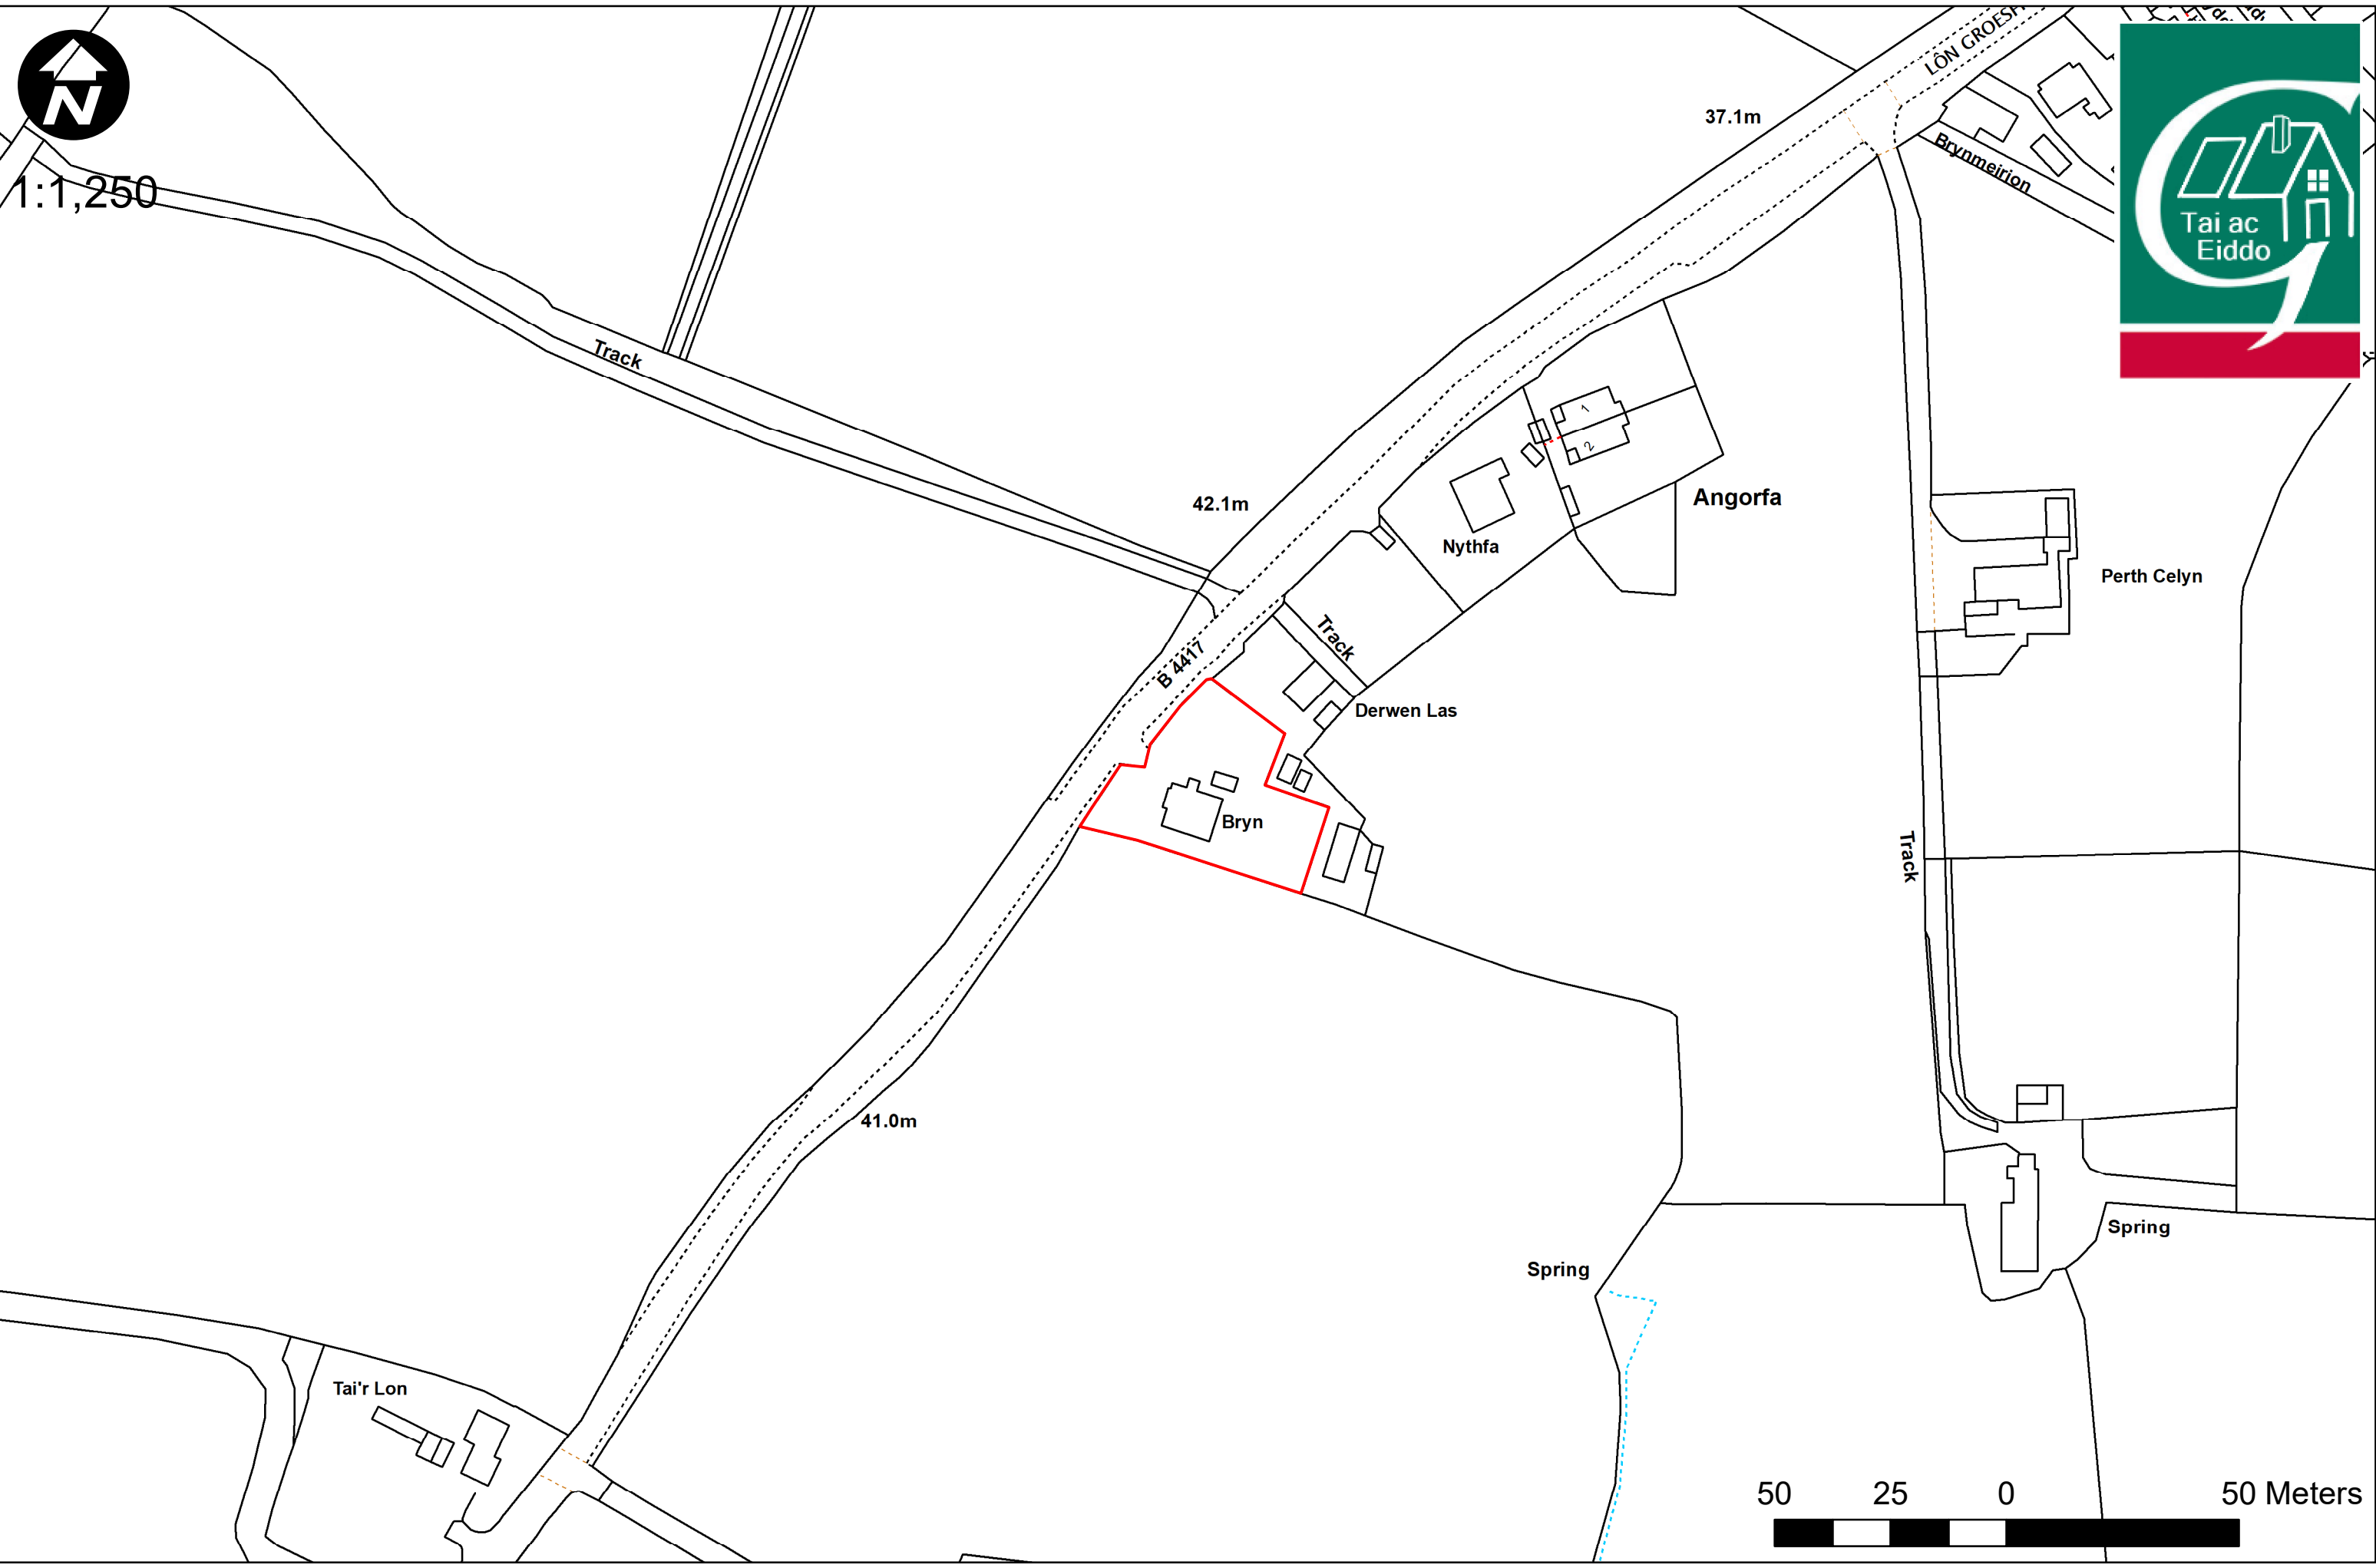 N
1:1,250
LÔN GROESF
37.1m
Brynmeirion
Tai ac
Eiddo
Track
1
2
42.1m
Angorfa
Nythfa
Perth Celyn
Track
B 4417
Derwen Las
Bryn
Track
41.0m
Spring
Spring
Tai'r Lon
50 25 0 50 Meters